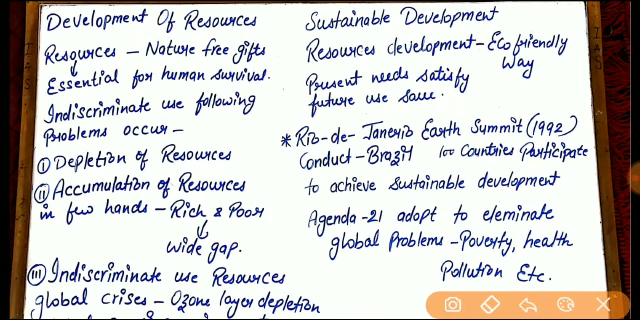 Development Of Resources
Resources – Nature free gifts
Essential for human survival.
Indiscriminate use following
Problems occur –
(I) Depletion of Resources
(II) Accumulation of Resources
in few hands – Rich & Poor
wide gap.
(III) Indiscriminate use Resources
global crises – Ozone layer depletion
Sustainable Development
Resources development – Ecofriendly
Way
Present needs satisfy
future use save.
* Rio-de-Janerio Earth Summit (1992)
Conduct – Brazil 100 Countries Participate
to achieve sustainable development
Agenda-21 adopt to eleminate
global Problems – Poverty, health
Pollution Etc.